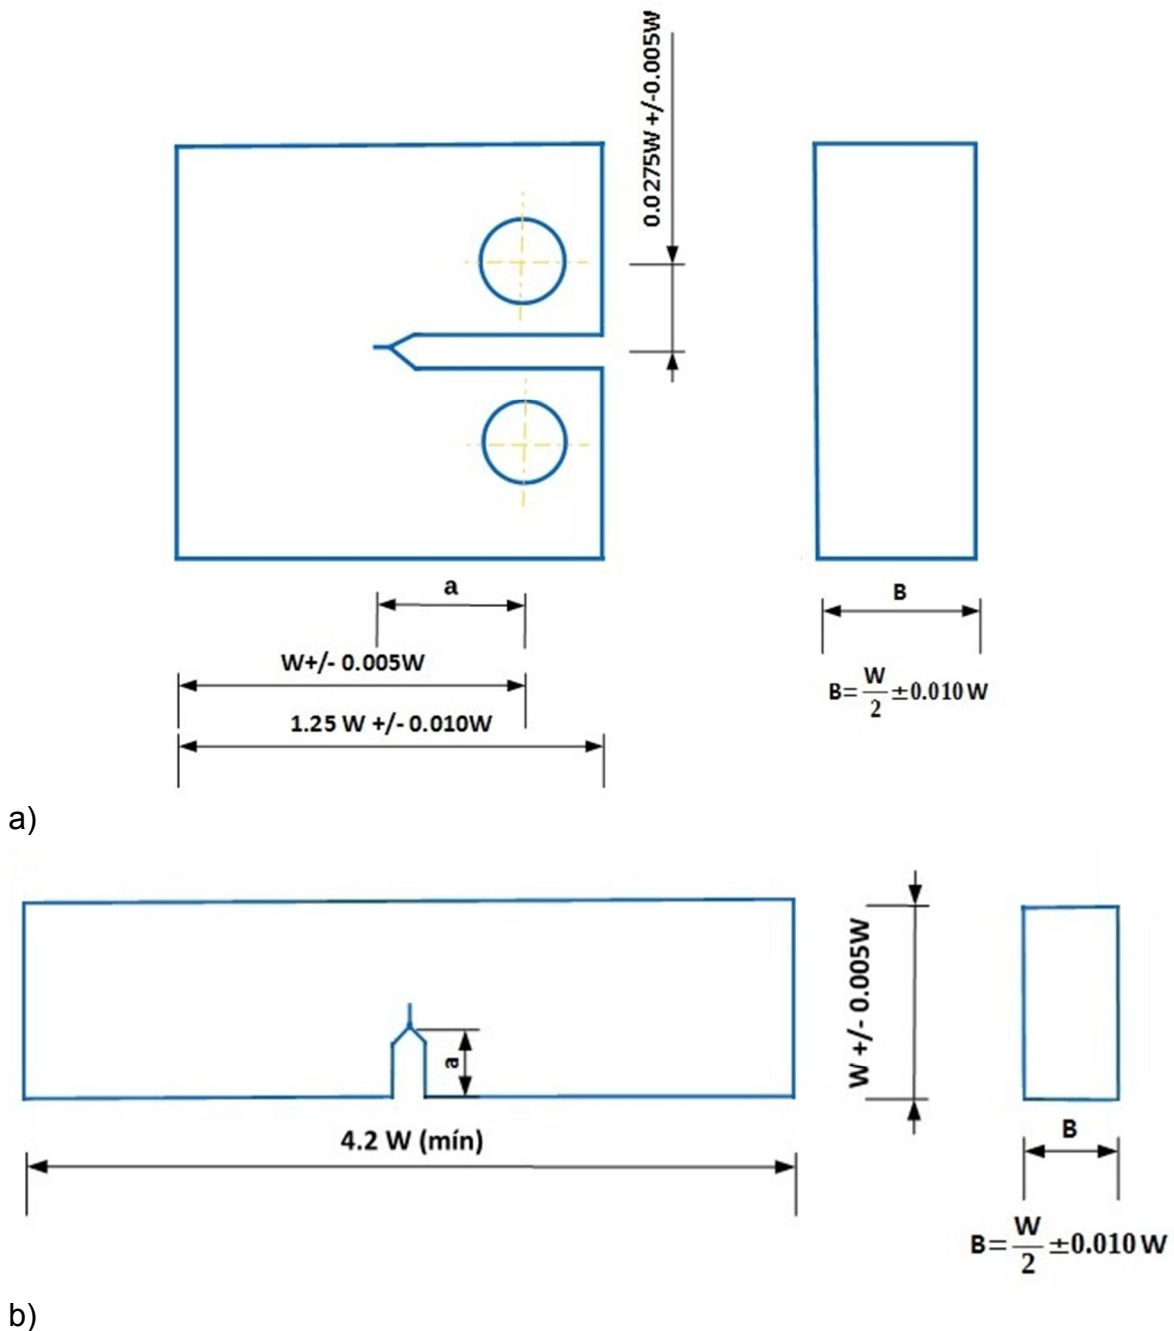 0.0275W +/-0.005W
a
B
W+/- 0.005W
B=W/2 ±0.010 W
1.25 W +/- 0.010W
a)
W +/- 0.005W
a
4.2 W (mín)
B
B=W/2 ±0.010 W
b)